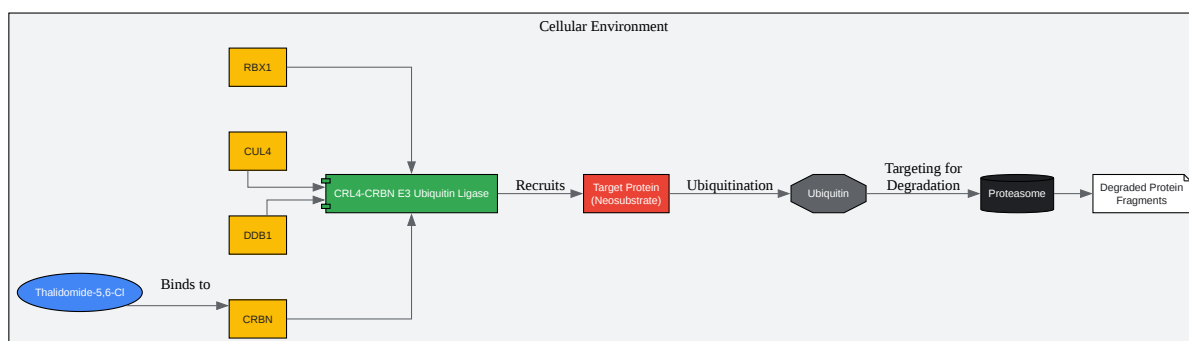 Cellular Environment
RBX1
CUL4
DDB1
Thalidomide-5,6-Cl
Binds to
CRBN
CRL4-CRBN E3 Ubiquitin Ligase
Recruits
Target Protein
(Neosubstrate)
Ubiquitination
Ubiquitin
Targeting for
Degradation
Proteasome
Degraded Protein
Fragments